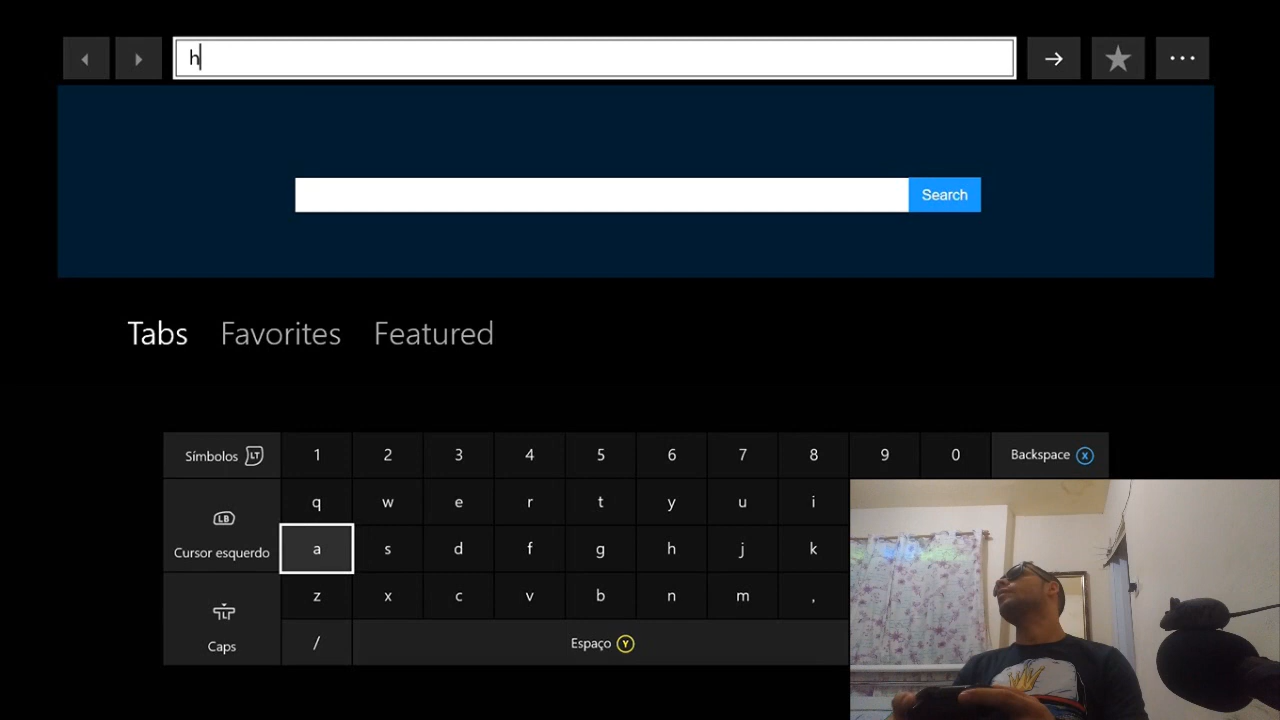 h
Search
Tabs Favorites Featured
Símbolos LT 1 2 3 4 5 6 7 8 9 0 Backspace X
q w e r t y u i
LB
Cursor esquerdo
a s d f g h j k
z x c v b n m ,
Caps
/ Espaço Y